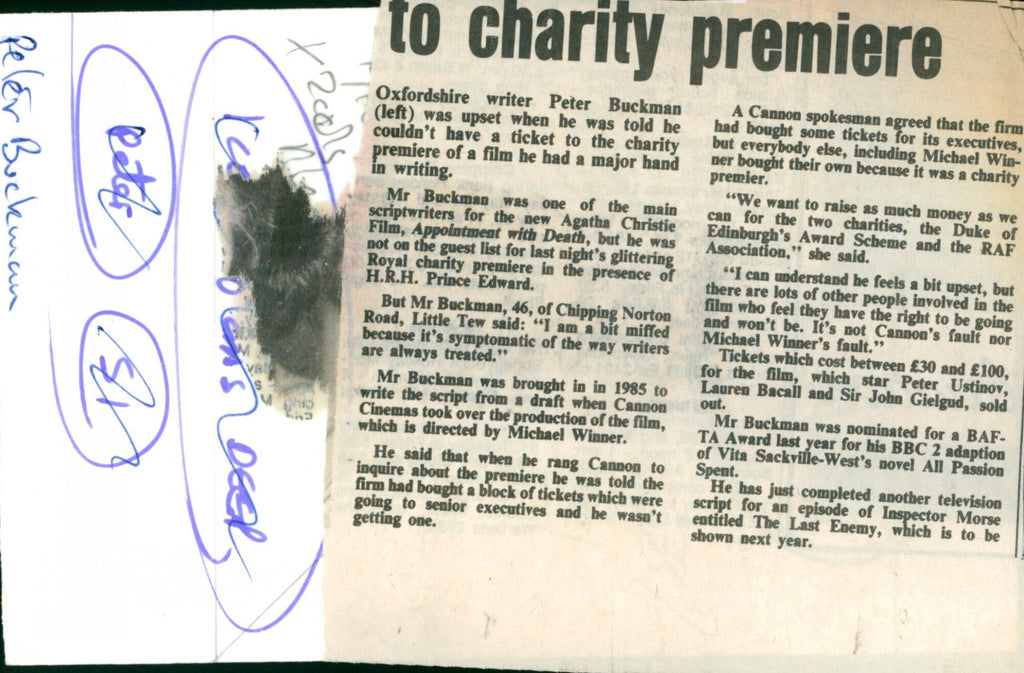 to charity premiere
Oxfordshire writer Peter Buckman
(left) was upset when he was told he
couldn't have a ticket to the charity
premiere of a film he had a major hand
in writing.
Mr Buckman was one of the main
scriptwriters for the new Agatha Christie
Film, Appointment with Death, but he was
not on the guest list for last night's glittering
Royal charity premiere in the presence of
H.R.H. Prince Edward.
But Mr Buckman, 46, of Chipping Norton
Road, Little Tew said: "I am a bit miffed
because it's symptomatic of the way writers
are always treated."
Mr Buckman was brought in in 1985 to
write the script from a draft when Cannon
Cinemas took over the production of the film,
which is directed by Michael Winner.
He said that when he rang Cannon to
inquire about the premiere he was told the
firm had bought a block of tickets which were
going to senior executives and he wasn't
getting one.
A Cannon spokesman agreed that the firm
had bought some tickets for its executives,
but everybody else, including Michael Win-
ner bought their own because it was a charity
premier.
"We want to raise as much money as we
can for the two charities, the Duke of
Edinburgh's Award Scheme and the RAF
Association," she said.
"I can understand he feels a bit upset, but
there are lots of other people involved in the
film who feel they have the right to be going
and won't be. It's not Cannon's fault nor
Michael Winner's fault."
Tickets which cost between £30 and £100,
for the film, which star Peter Ustinov,
Lauren Bacall and Sir John Gielgud, sold
out.
Mr Buckman was nominated for a BAF-
TA Award last year for his BBC 2 adaption
of Vita Sackville-West's novel All Passion
Spent.
He has just completed another television
script for an episode of Inspector Morse
entitled The Last Enemy, which is to be
shown next year.
Peter Buckman